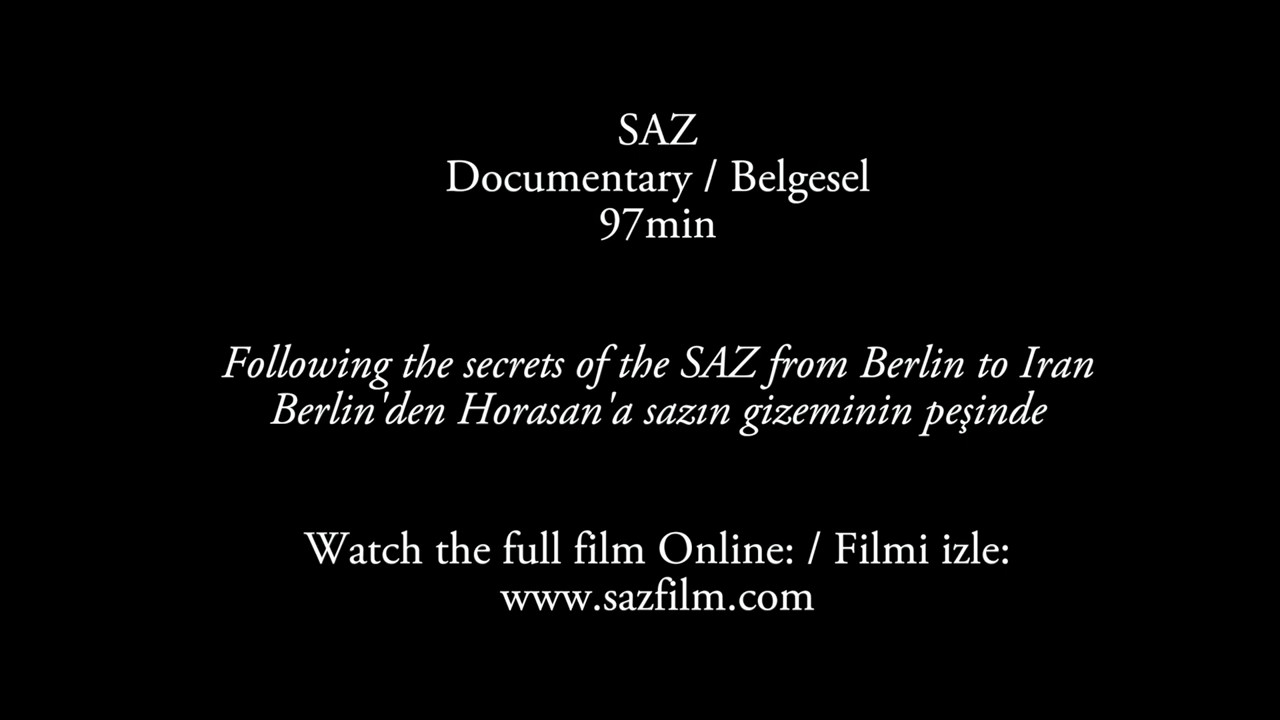 SAZ
Documentary / Belgesel
97min
Following the secrets of the SAZ from Berlin to Iran
Berlin'den Horasan'a sazın gizeminin peşinde
Watch the full film Online: / Filmi izle:
www.sazfilm.com